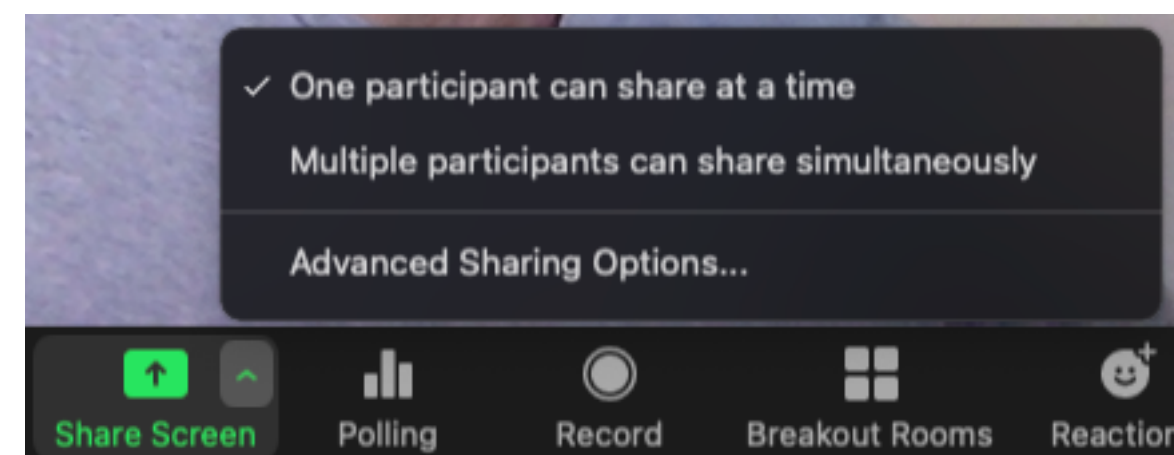 ✓ One participant can share at a time
Multiple participants can share simultaneously
Advanced Sharing Options...
Share Screen Polling Record Breakout Rooms Reaction